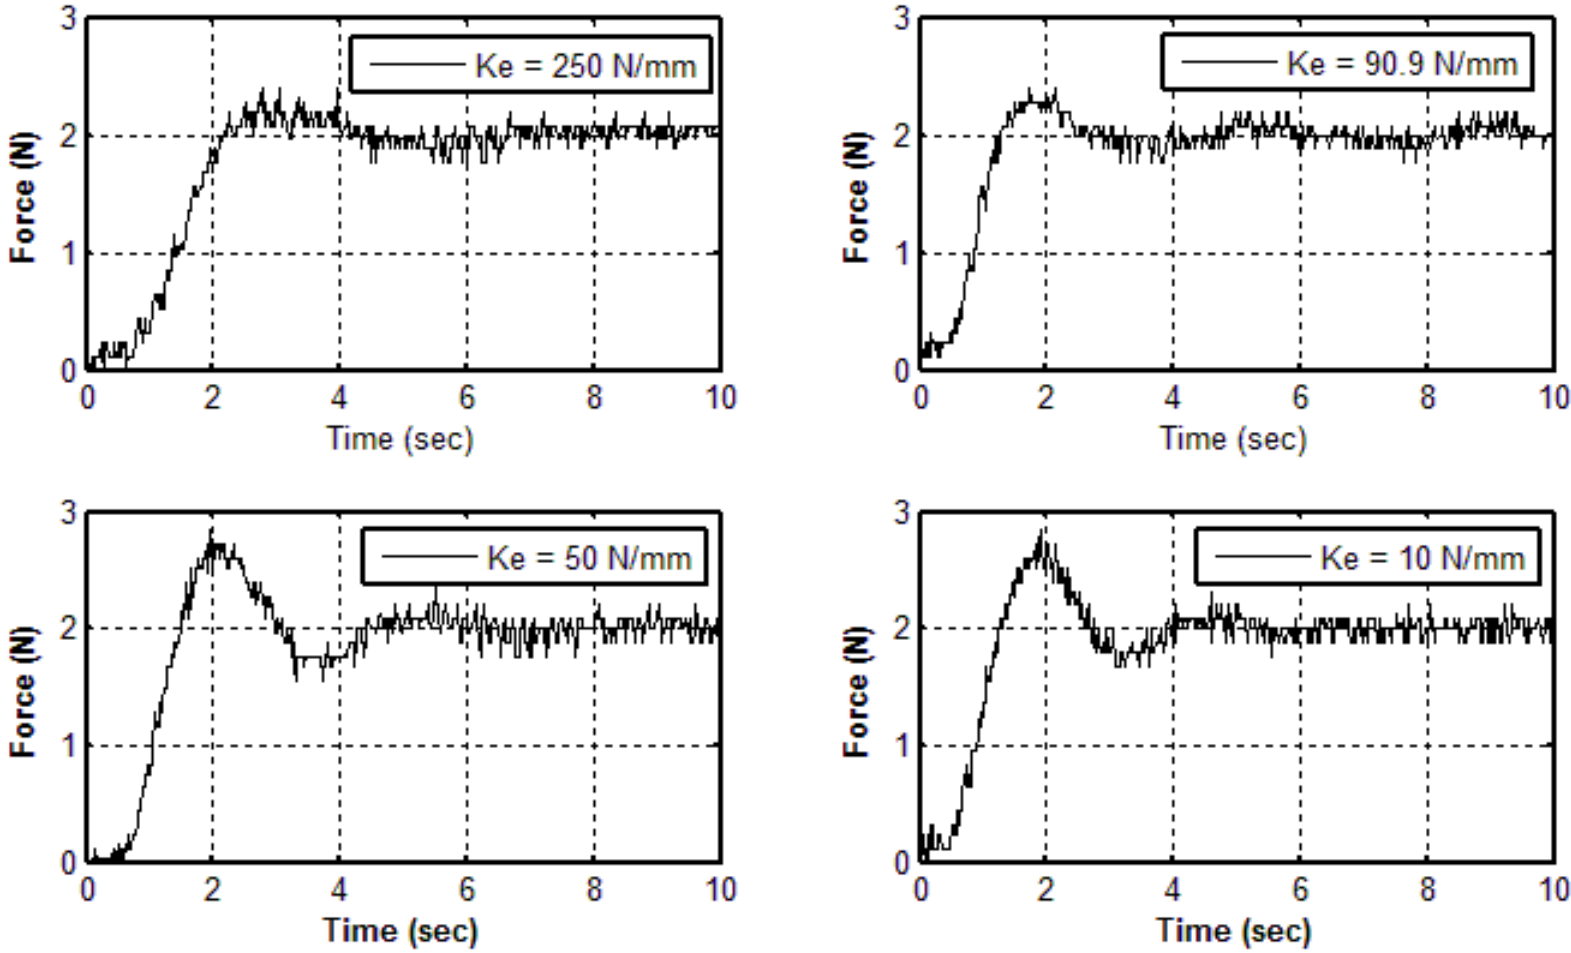 3
2
1
0
Force (N)
Ke = 250 N/mm
0 2 4 6 8 10
Time (sec)
3
2
1
0
Force (N)
Ke = 90.9 N/mm
0 2 4 6 8 10
Time (sec)
3
2
1
0
Force (N)
Ke = 50 N/mm
0 2 4 6 8 10
Time (sec)
3
2
1
0
Force (N)
Ke = 10 N/mm
0 2 4 6 8 10
Time (sec)